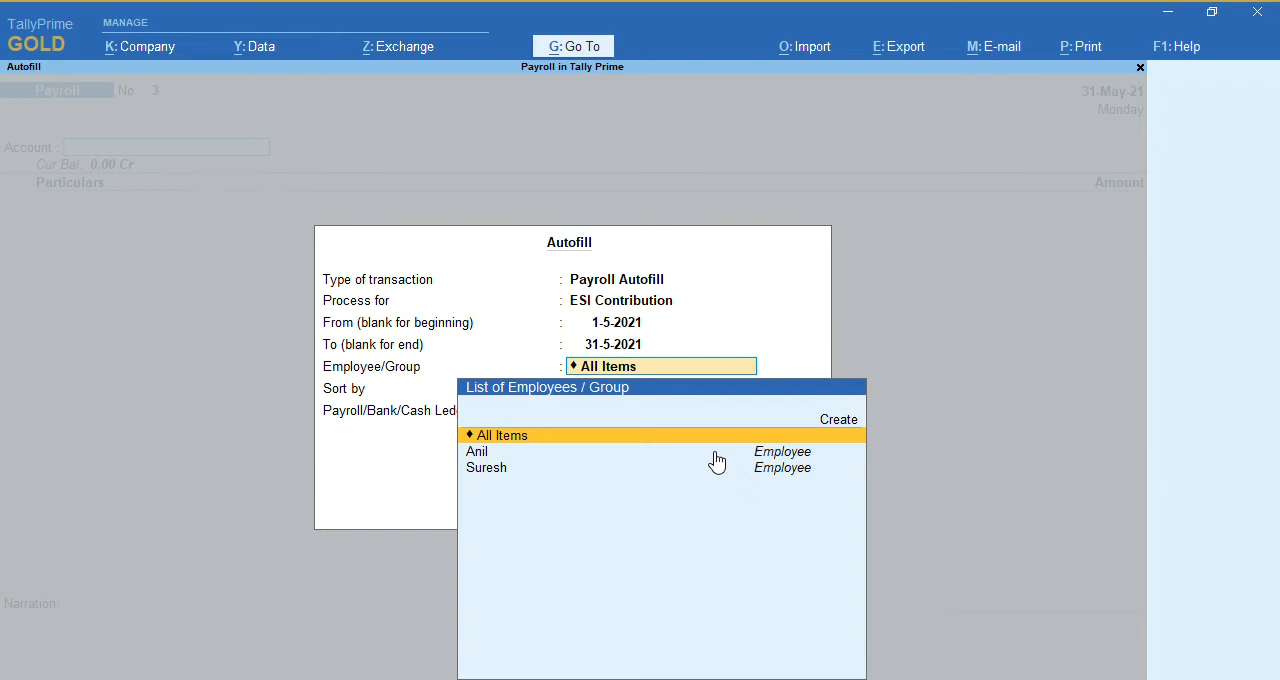 TallyPrime
MANAGE
GOLD
K: Company
Y: Data
Z: Exchange
G: Go To
O: Import
E: Export
M: E-mail
P: Print
F1: Help
Autofill
Payroll in Tally Prime
Payroll
No. 3
31-May-21
Monday
Account :
Cur Bal: 0.00 Cr
Particulars
Amount
Autofill
Type of transaction : Payroll Autofill
Process for : ESI Contribution
From (blank for beginning) : 1-5-2021
To (blank for end) : 31-5-2021
Employee/Group : ♦ All Items
Sort by
Payroll/Bank/Cash Led
List of Employees / Group
Create
♦ All Items
Anil Employee
Suresh Employee
Narration: